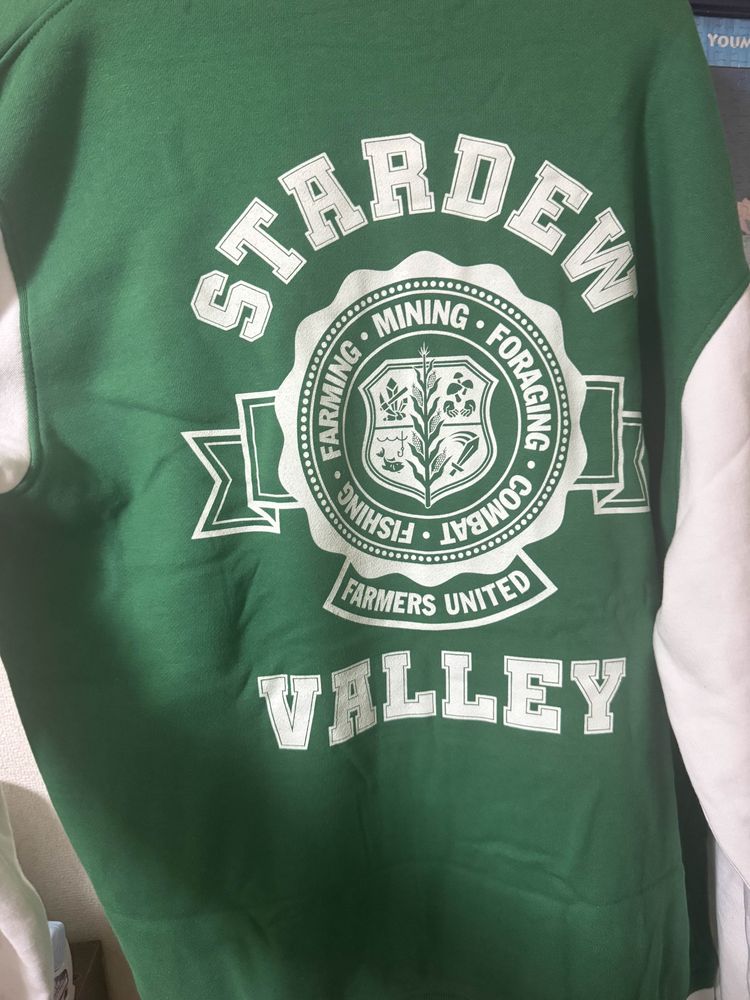 STARDEW
FARMING · MINING · FORAGING · COMBAT · FISHING ·
FARMERS UNITED
VALLEY